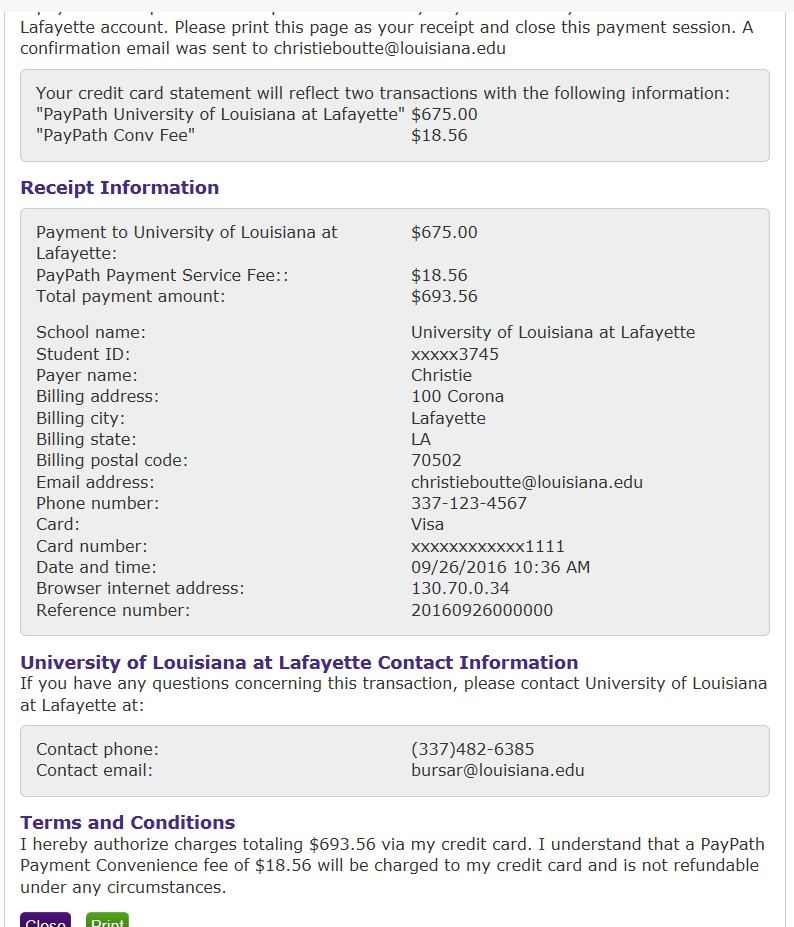 Lafayette account. Please print this page as your receipt and close this payment session. A
confirmation email was sent to christieboutte@louisiana.edu
Your credit card statement will reflect two transactions with the following information:
"PayPath University of Louisiana at Lafayette" $675.00
"PayPath Conv Fee" $18.56
Receipt Information
Payment to University of Louisiana at $675.00
Lafayette:
PayPath Payment Service Fee:: $18.56
Total payment amount: $693.56
School name: University of Louisiana at Lafayette
Student ID: xxxxx3745
Payer name: Christie
Billing address: 100 Corona
Billing city: Lafayette
Billing state: LA
Billing postal code: 70502
Email address: christieboutte@louisiana.edu
Phone number: 337-123-4567
Card: Visa
Card number: xxxxxxxxxxxx1111
Date and time: 09/26/2016 10:36 AM
Browser internet address: 130.70.0.34
Reference number: 20160926000000
University of Louisiana at Lafayette Contact Information
If you have any questions concerning this transaction, please contact University of Louisiana
at Lafayette at:
Contact phone: (337)482-6385
Contact email: bursar@louisiana.edu
Terms and Conditions
I hereby authorize charges totaling $693.56 via my credit card. I understand that a PayPath
Payment Convenience fee of $18.56 will be charged to my credit card and is not refundable
under any circumstances.
Close Print